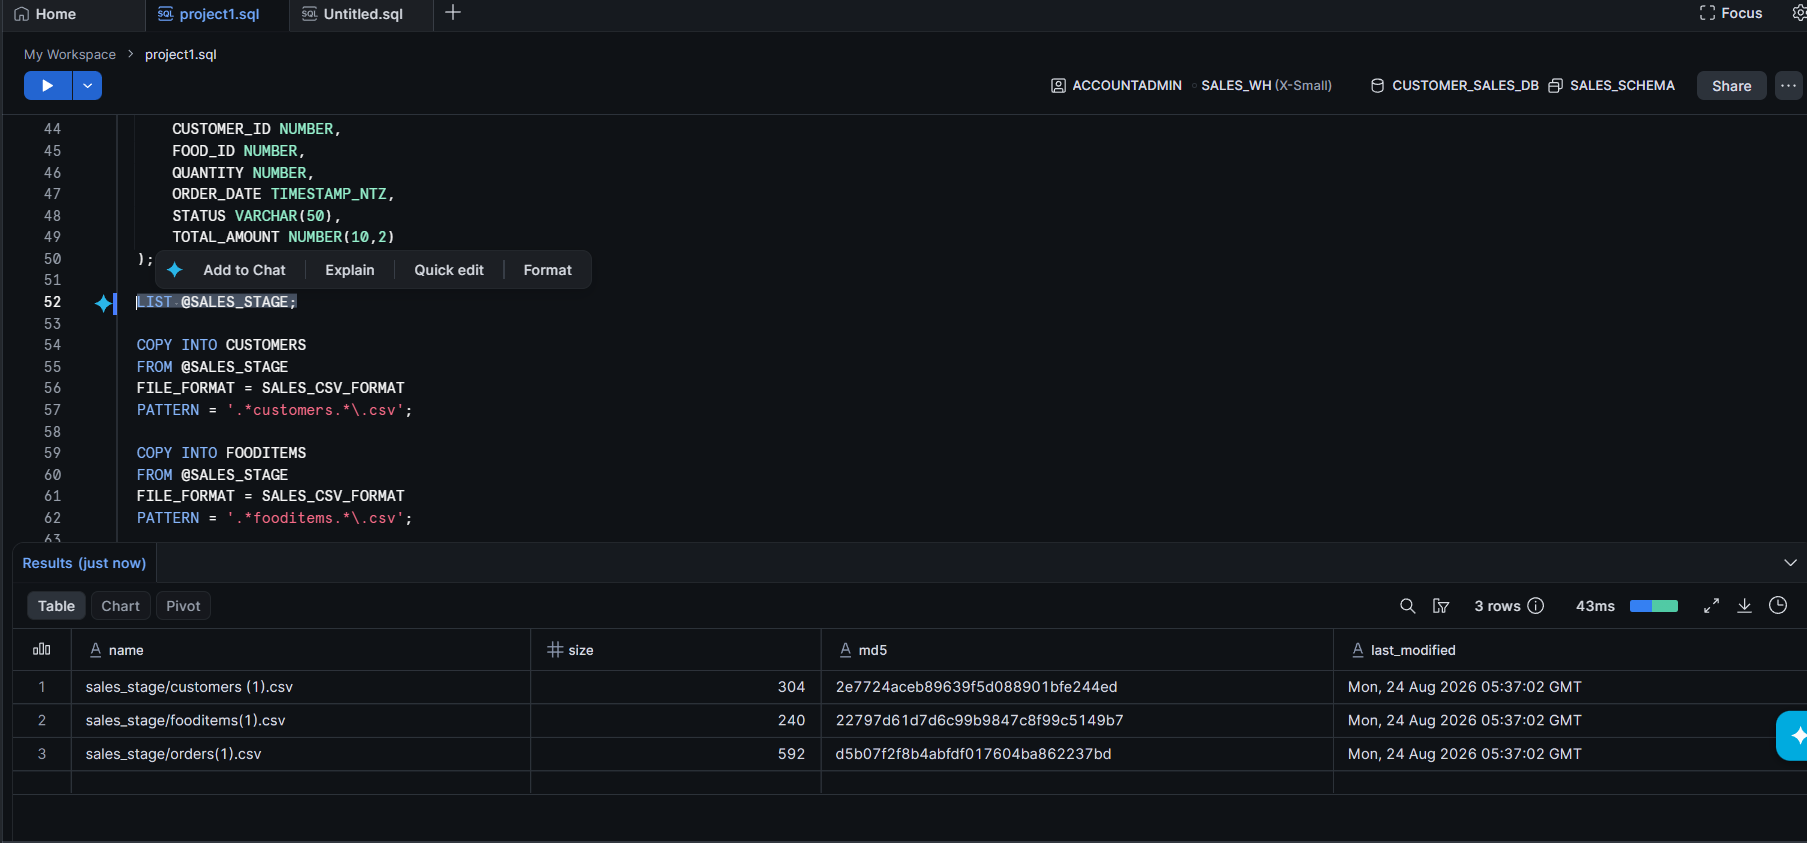 Home
project1.sql
Untitled.sql
Focus
My Workspace > project1.sql
ACCOUNTADMIN
SALES_WH (X-Small)
CUSTOMER_SALES_DB
SALES_SCHEMA
Share
44 CUSTOMER_ID NUMBER,
45 FOOD_ID NUMBER,
46 QUANTITY NUMBER,
47 ORDER_DATE TIMESTAMP_NTZ,
48 STATUS VARCHAR(50),
49 TOTAL_AMOUNT NUMBER(10,2)
50 );
Add to Chat Explain Quick edit Format
51
52 LIST @SALES_STAGE;
53
54 COPY INTO CUSTOMERS
55 FROM @SALES_STAGE
56 FILE_FORMAT = SALES_CSV_FORMAT
57 PATTERN = '.*customers.*\.csv';
58
59 COPY INTO FOODITEMS
60 FROM @SALES_STAGE
61 FILE_FORMAT = SALES_CSV_FORMAT
62 PATTERN = '.*fooditems.*\.csv';
63
Results (just now)
Table Chart Pivot
3 rows 43ms
name size md5 last_modified
1 sales_stage/customers (1).csv 304 2e7724aceb89639f5d088901bfe244ed Mon, 24 Aug 2026 05:37:02 GMT
2 sales_stage/fooditems(1).csv 240 22797d61d7d6c99b9847c8f99c5149b7 Mon, 24 Aug 2026 05:37:02 GMT
3 sales_stage/orders(1).csv 592 d5b07f2f8b4abfdf017604ba862237bd Mon, 24 Aug 2026 05:37:02 GMT